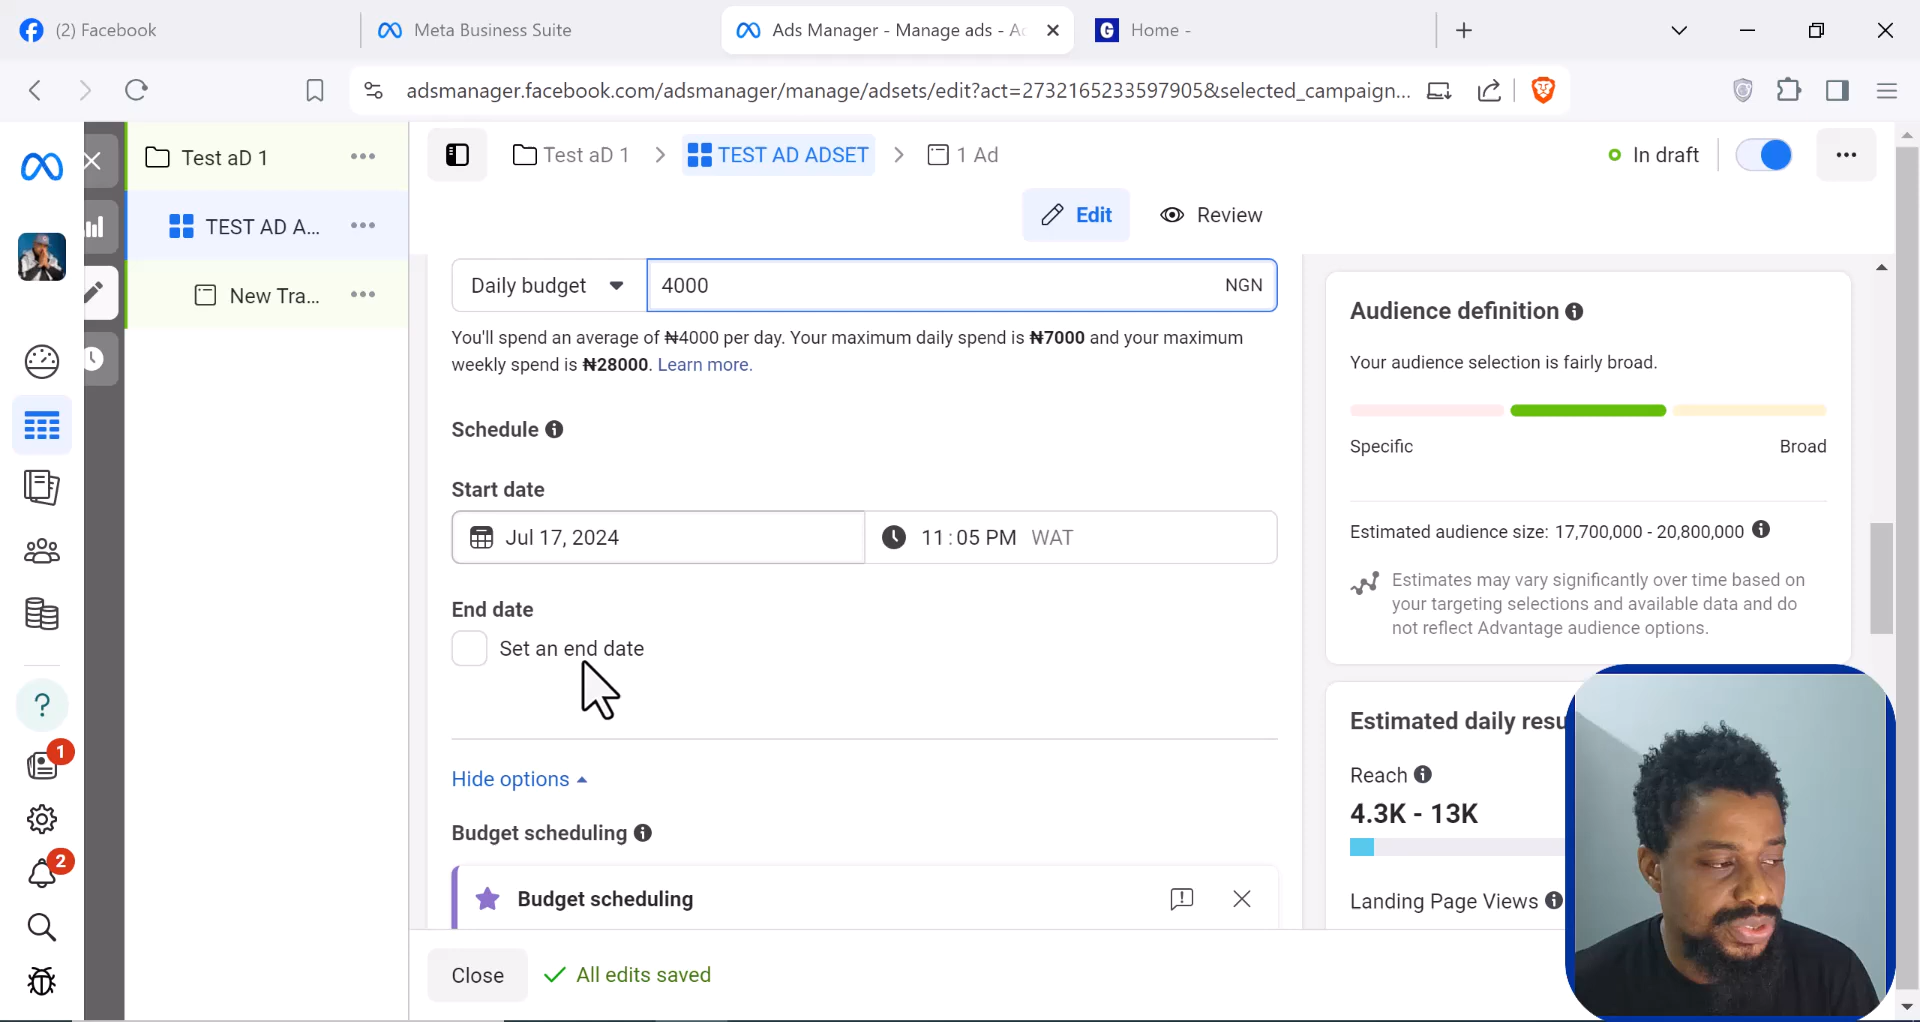 (2) Facebook
Meta Business Suite
Ads Manager - Manage ads - Ac
G Home -
adsmanager.facebook.com/adsmanager/manage/adsets/edit?act=2732165233597905&selected_campaign...
Test aD 1
TEST AD A...
New Tra...
Test aD 1 > TEST AD ADSET > 1 Ad
In draft
Edit
Review
Daily budget 4000 NGN
You'll spend an average of ₦4000 per day. Your maximum daily spend is ₦7000 and your maximum
weekly spend is ₦28000. Learn more.
Schedule
Start date
Jul 17, 2024 11:05 PM WAT
End date
Set an end date
Hide options
Budget scheduling
Budget scheduling
Close All edits saved
Audience definition
Your audience selection is fairly broad.
Specific Broad
Estimated audience size: 17,700,000 - 20,800,000
Estimates may vary significantly over time based on
your targeting selections and available data and do
not reflect Advantage audience options.
Estimated daily resu
Reach
4.3K - 13K
Landing Page Views
?
1
2